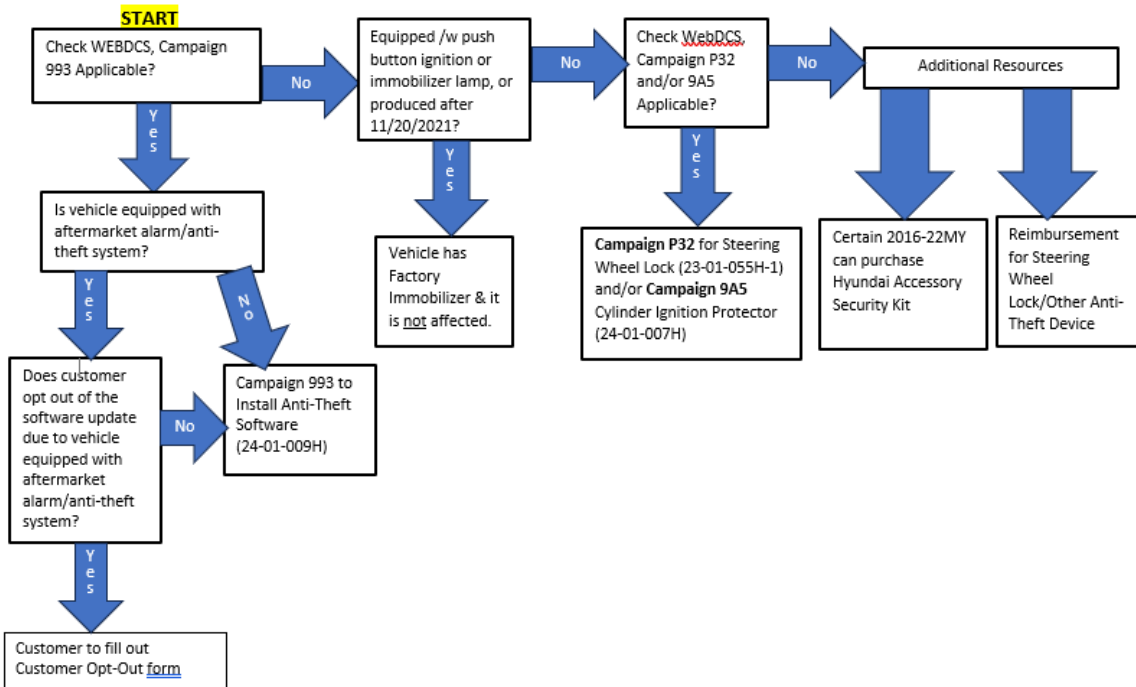 START
Check WEBDCS, Campaign
993 Applicable?
No
Equipped /w push
button ignition or
immobilizer lamp, or
produced after
11/20/2021?
No
Check WebDCS,
Campaign P32
and/or 9A5
Applicable?
No
Additional Resources
Yes
Yes
Yes
Is vehicle equipped with
aftermarket alarm/anti-
theft system?
Vehicle has
Factory
Immobilizer & it
is not affected.
Campaign P32 for Steering
Wheel Lock (23-01-055H-1)
and/or Campaign 9A5
Cylinder Ignition Protector
(24-01-007H)
Certain 2016-22MY
can purchase
Hyundai Accessory
Security Kit
Reimbursement
for Steering
Wheel
Lock/Other Anti-
Theft Device
Yes
No
Does customer
opt out of the
software update
due to vehicle
equipped with
aftermarket
alarm/anti-theft
system?
No
Campaign 993 to
Install Anti-Theft
Software
(24-01-009H)
Yes
Customer to fill out
Customer Opt-Out form